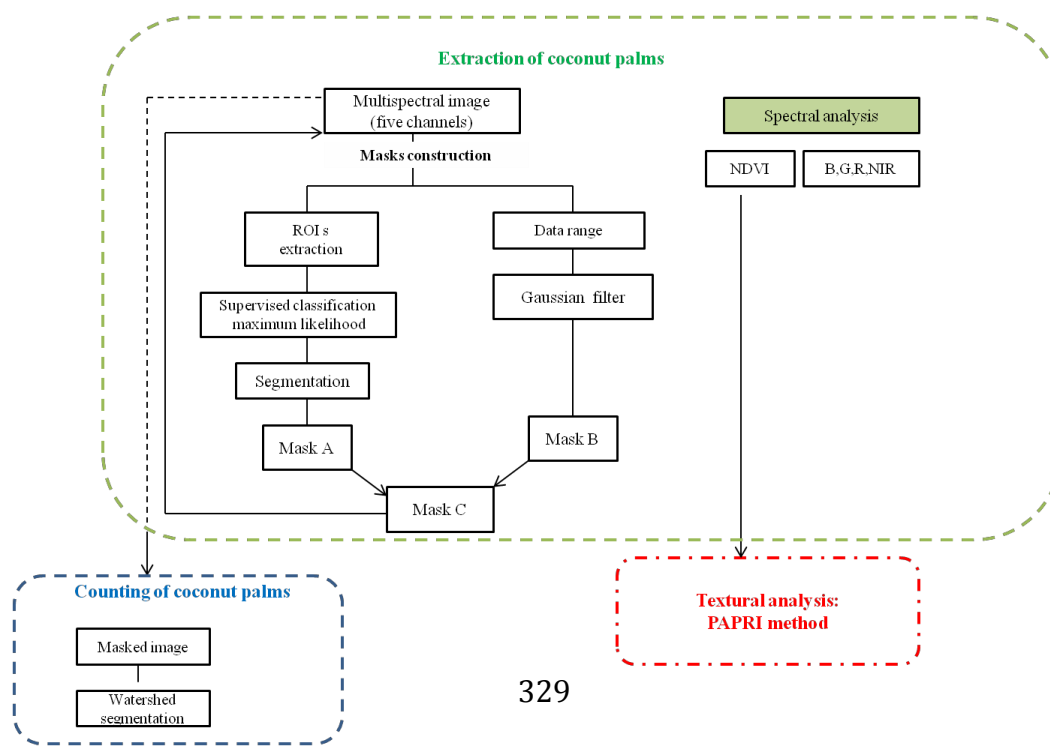 Extraction of coconut palms
Multispectral image
(five channels)
Spectral analysis
Masks construction
NDVI
B,G,R,NIR
ROI s
extraction
Data range
Supervised classification
maximum likelihood
Gaussian filter
Segmentation
Mask A
Mask B
Mask C
Counting of coconut palms
Masked image
Watershed
segmentation
Textural analysis:
PAPRI method
329